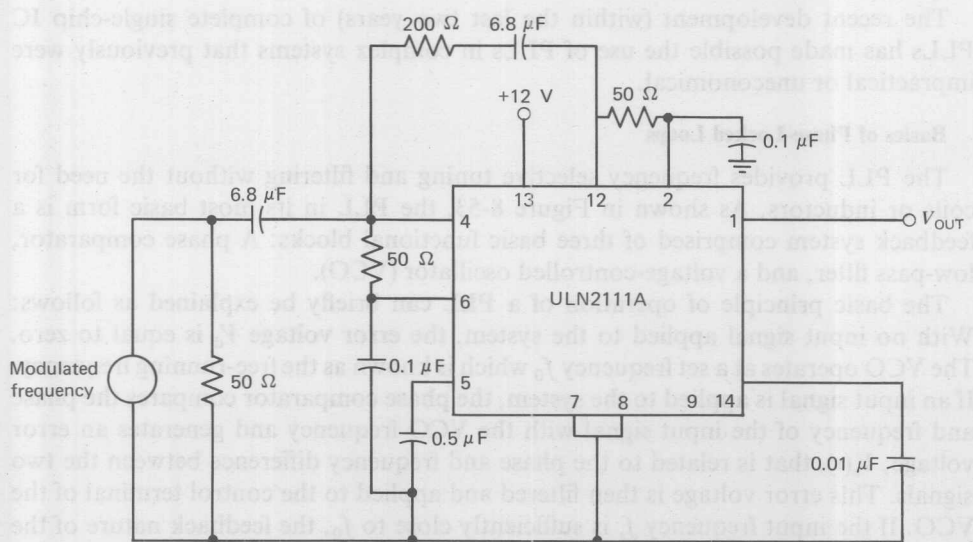 200 Ω
6.8 μF
+12 V
50 Ω
0.1 μF
6.8 μF
13
12
2
4
1
V OUT
50 Ω
6
ULN2111A
Modulated
frequency
50 Ω
0.1 μF
5
7
8
9
14
0.5 μF
0.01 μF
The recent development (within the last two years) of complete single-chip IC
PLLs has made possible the use of PLLs in complex systems that previously were
impractical or uneconomical.
Basics of Phase-Locked Loops
The PLL provides frequency selective tuning and filtering without the need for
coils or inductors. As shown in Figure 8-53, the PLL in its most basic form is a
feedback system comprised of three basic functional blocks: A phase comparator,
low-pass filter, and a voltage-controlled oscillator (VCO).
The basic principle of operation of a PLL can briefly be explained as follows:
With no input signal applied to the system, the error voltage is equal to zero.
The VCO operates at a set frequency f0 which is known as the free-running frequency.
If an input signal is applied to the system, the phase comparator compares the phase
and frequency of the input signal with the VCO frequency and generates an error
voltage that is related to the phase and frequency difference between the two
signals. This error voltage is then filtered and applied to the control terminal of the
VCO. If the input frequency is sufficiently close to f0, the feedback nature of the